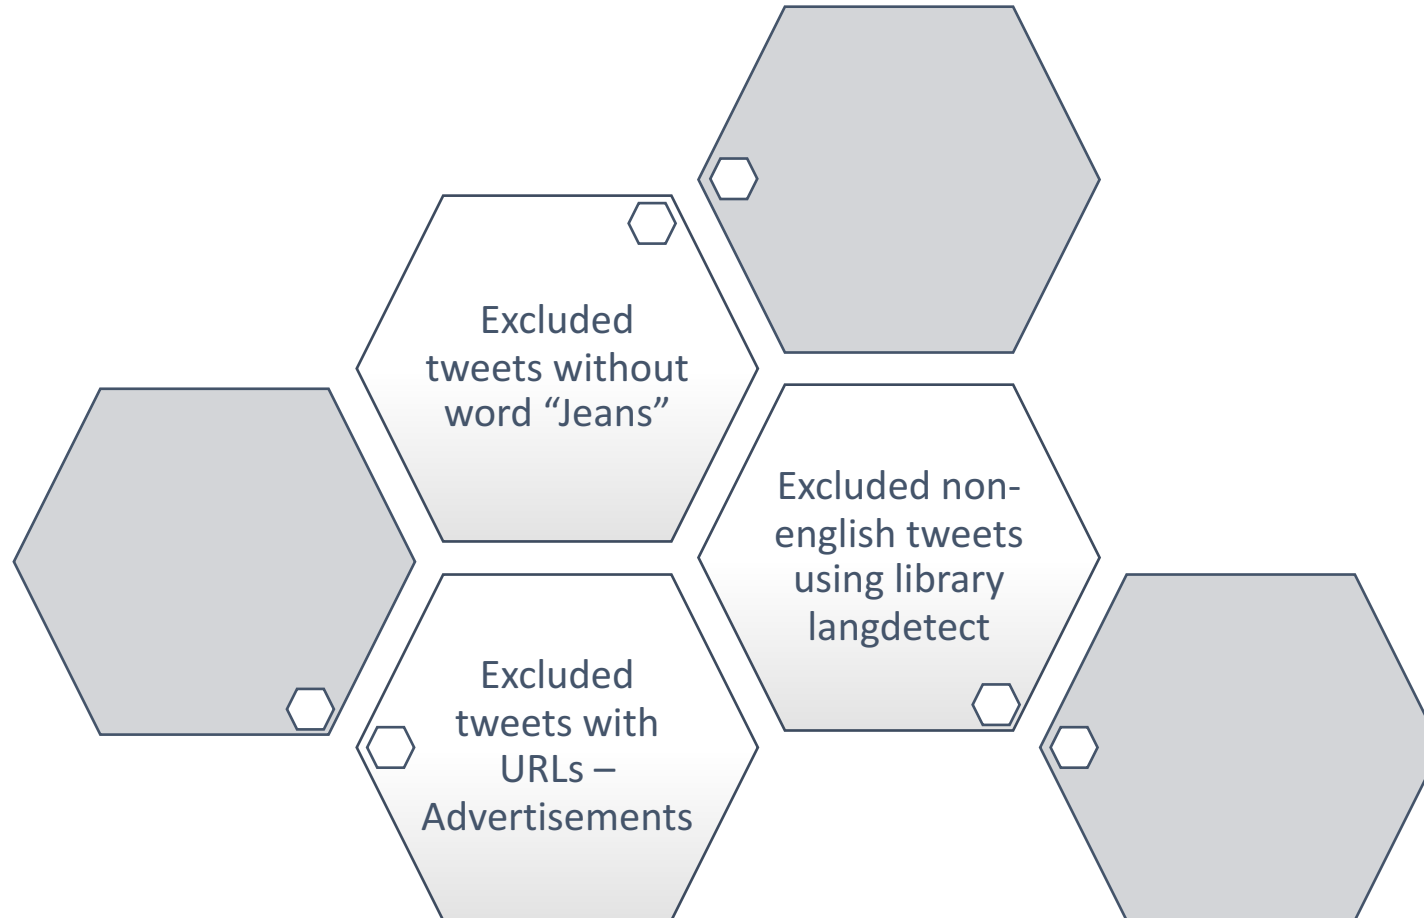 Excluded
tweets without
word “Jeans”
Excluded non-
english tweets
using library
langdetect
Excluded
tweets with
URLs –
Advertisements